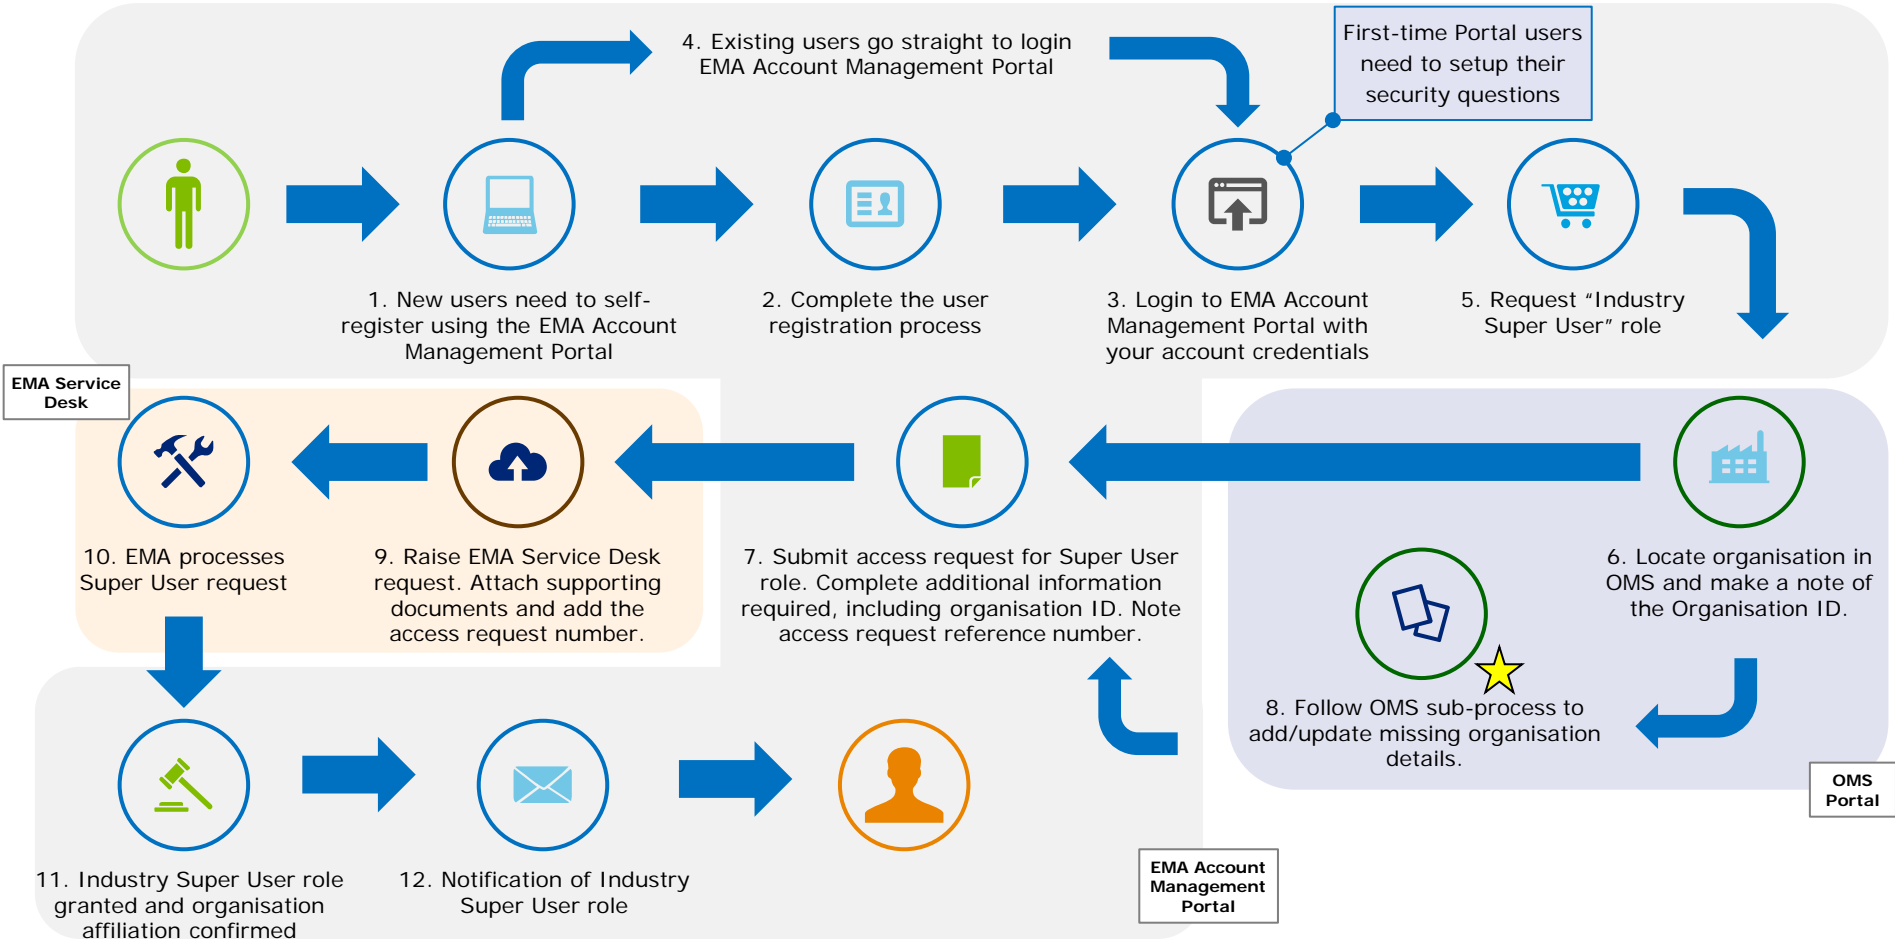 4. Existing users go straight to login
EMA Account Management Portal
First-time Portal users
need to setup their
security questions
1. New users need to self-
register using the EMA Account
Management Portal
2. Complete the user
registration process
3. Login to EMA Account
Management Portal with
your account credentials
5. Request “Industry
Super User” role
EMA Service
Desk
10. EMA processes
Super User request
9. Raise EMA Service Desk
request. Attach supporting
documents and add the
access request number.
7. Submit access request for Super User
role. Complete additional information
required, including organisation ID. Note
access request reference number.
6. Locate organisation in
OMS and make a note of
the Organisation ID.
8. Follow OMS sub-process to
add/update missing organisation
details.
OMS
Portal
11. Industry Super User role
granted and organisation
affiliation confirmed
12. Notification of Industry
Super User role
EMA Account
Management
Portal